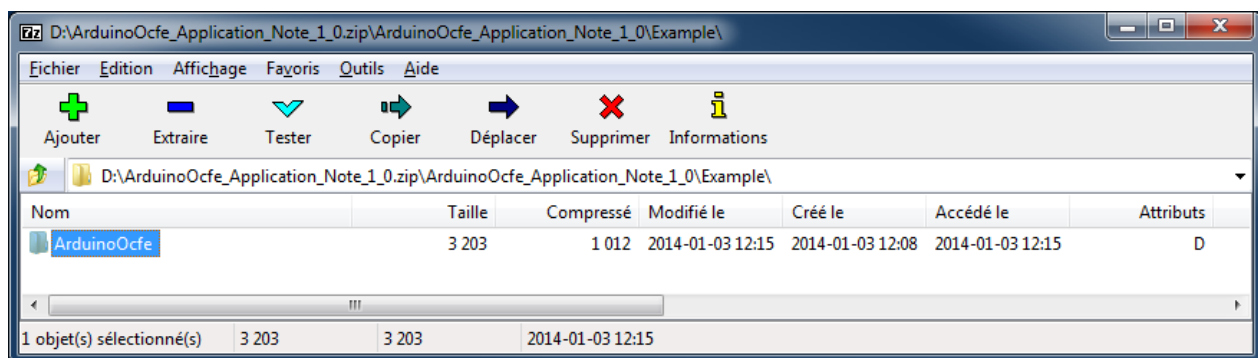 D:\ArduinoOcfe_Application_Note_1_0.zip\ArduinoOcfe_Application_Note_1_0\Example\
Fichier Edition Affichage Favoris Outils Aide
Ajouter Extraire Tester Copier Déplacer Supprimer Informations
D:\ArduinoOcfe_Application_Note_1_0.zip\ArduinoOcfe_Application_Note_1_0\Example\
Nom Taille Compressé Modifié le Créé le Accédé le Attributs
ArduinoOcfe 3 203 1 012 2014-01-03 12:15 2014-01-03 12:08 2014-01-03 12:15 D
1 objet(s) sélectionné(s) 3 203 3 203 2014-01-03 12:15